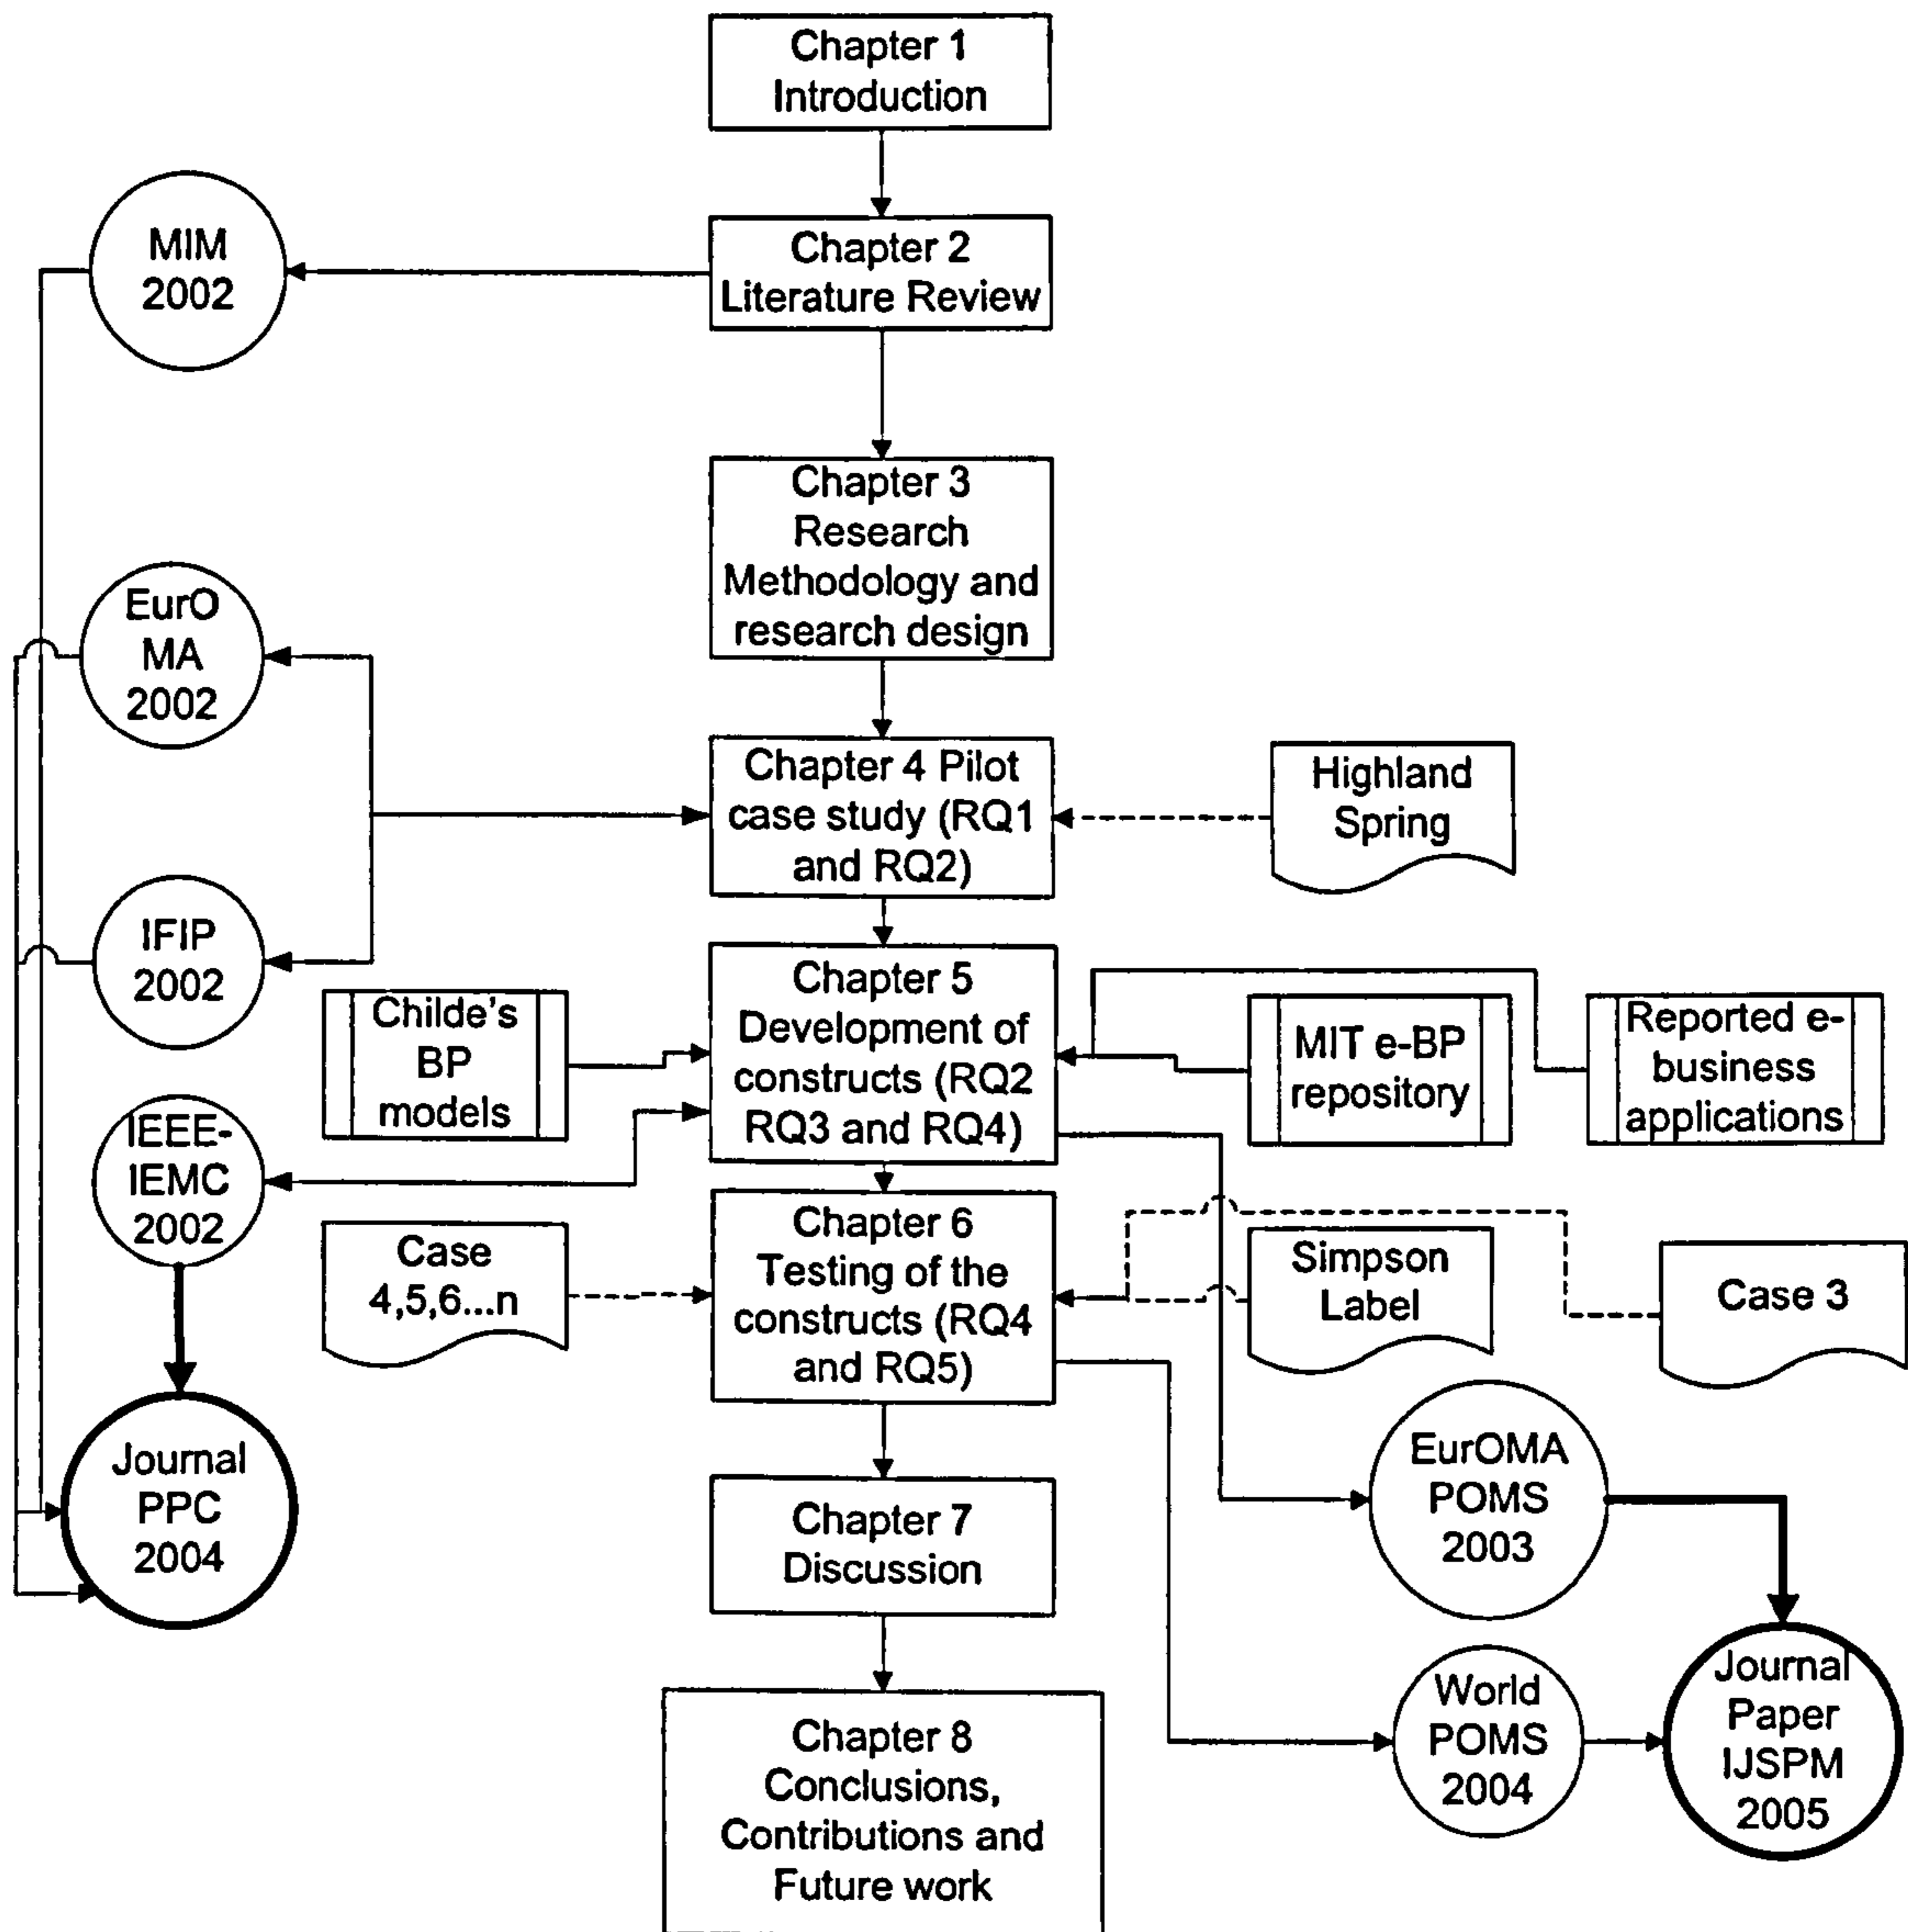 Chapter 1
Introduction
MIM
2002
Chapter 2
Literature Review
Chapter 3
Research
Methodology and
research design
EurO
MA
2002
Chapter 4 Pilot
case study (RQ1
and RQ2)
Highland
Spring
IFIP
2002
Childe's
BP
models
Chapter 5
Development of
constructs (RQ2
RQ3 and RQ4)
MIT e-BP
repository
Reported e-
business
applications
IEEE-
IEMC
2002
Case
4,5,6...n
Chapter 6
Testing of the
constructs (RQ4
and RQ5)
Simpson
Label
Case 3
Journal
PPC
2004
Chapter 7
Discussion
EurOMA
POMS
2003
Chapter 8
Conclusions,
Contributions and
Future work
World
POMS
2004
Journal
Paper
IJSPM
2005